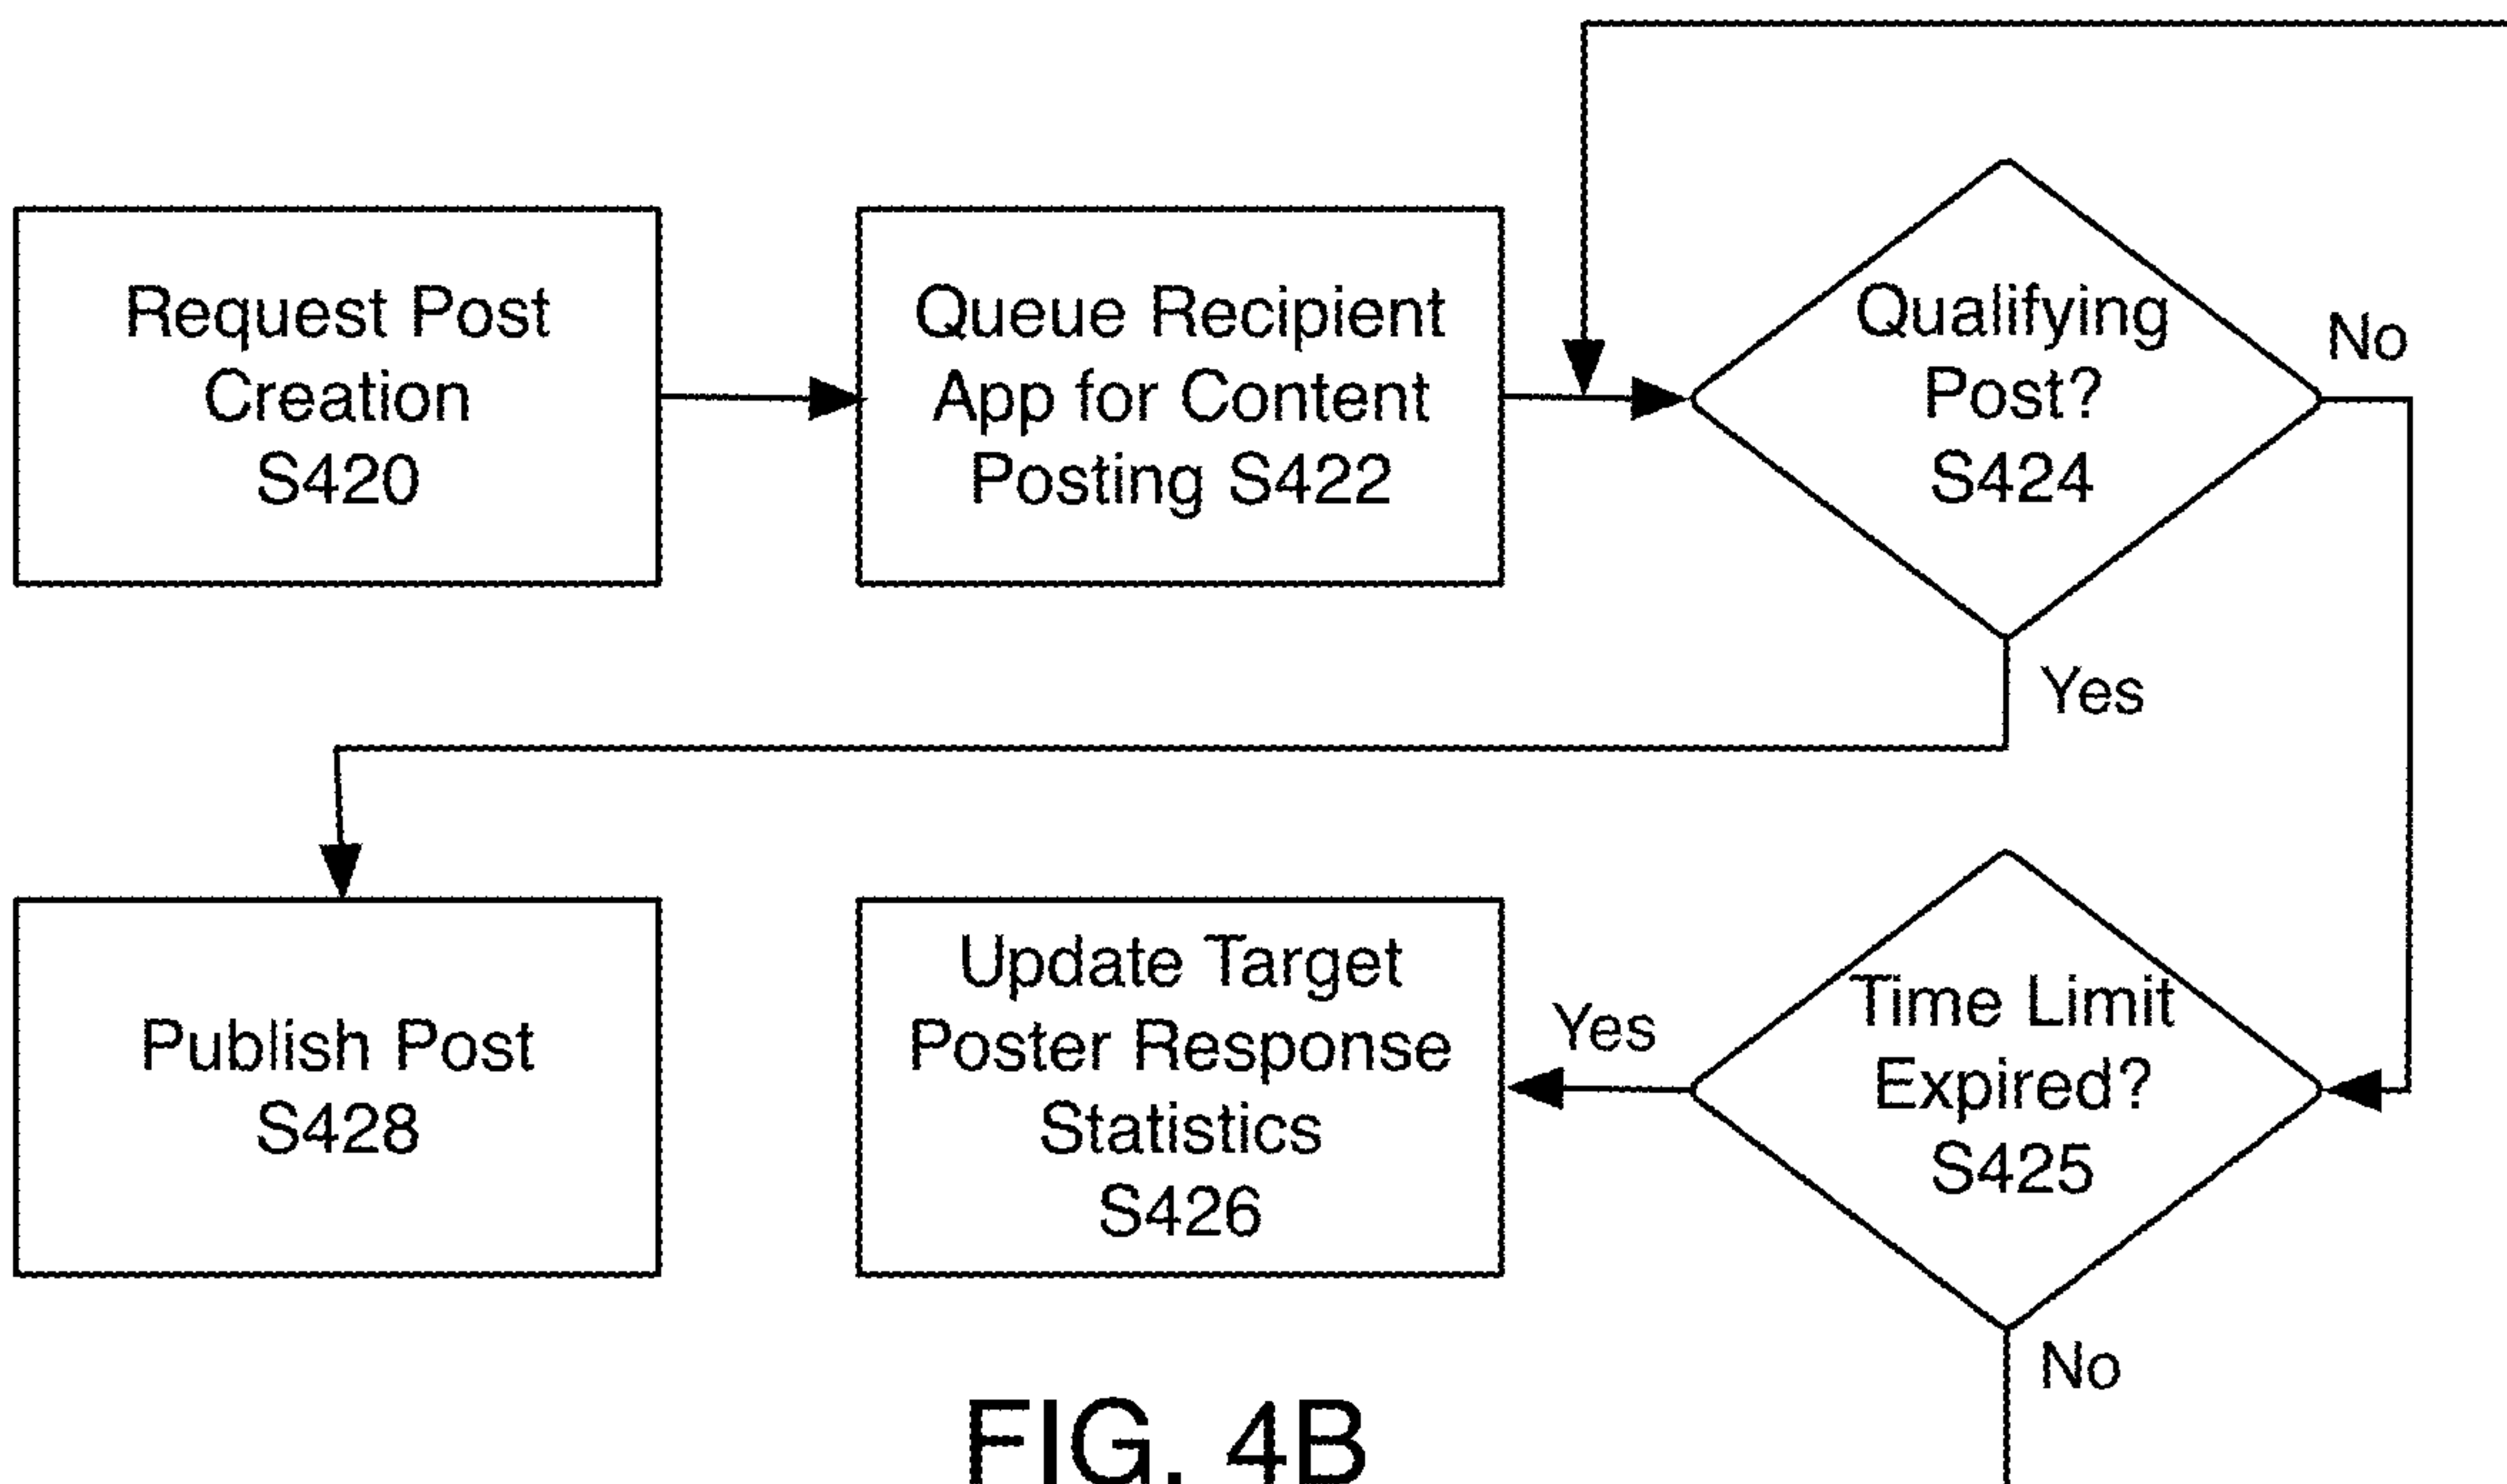 Request Post
Creation
S420
Queue Recipient
App for Content
Posting S422
Qualifying
Post?
S424
No
Yes
Publish Post
S428
Update Target
Poster Response
Statistics
S426
Yes
Time Limit
Expired?
S425
No
FIG. 4B